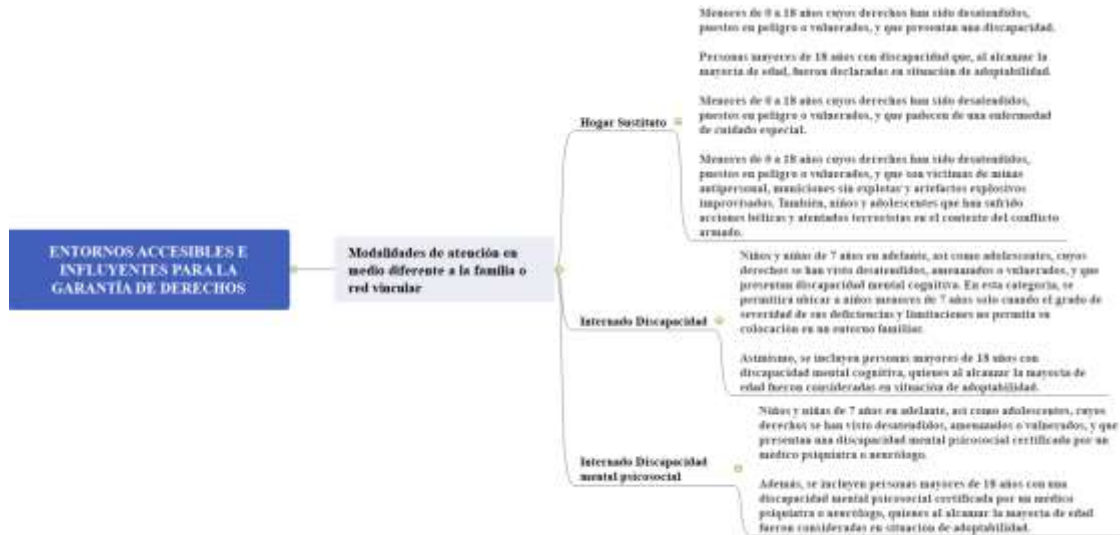 ENTORNOS ACCESIBLES E
INFLUYENTES PARA LA
GARANTÍA DE DERECHOS
Modalidades de atención en
medio diferente a la familia o
red vincular
Hogar Sustituto
Menores de 0 a 18 años cuyos derechos han sido desatendidos,
puestos en peligro o vulnerados, y que presentan una discapacidad.
Personas mayores de 18 años con discapacidad que, al alcanzar la
mayoría de edad, fueron declaradas en situación de adoptabilidad.
Menores de 0 a 18 años cuyos derechos han sido desatendidos,
puestos en peligro o vulnerados, y que padecen de una enfermedad
de cuidado especial.
Menores de 0 a 18 años cuyos derechos han sido desatendidos,
puestos en peligro o vulnerados, y que son víctimas de minas
antipersonal, municiones sin explotar y artefactos explosivos
improvisados. También, niños y adolescentes que han sufrido
acciones bélicas y atentados terroristas en el contexto del conflicto
armado.
Internado Discapacidad
Niños y niñas de 7 años en adelante, así como adolescentes, cuyos
derechos se han visto desatendidos, amenazados o vulnerados, y que
presentan discapacidad mental cognitiva. En esta categoría, se
permitirá ubicar a niños menores de 7 años solo cuando el grado de
severidad de sus deficiencias y limitaciones no permita su
colocación en un entorno familiar.
Asimismo, se incluyen personas mayores de 18 años con
discapacidad mental cognitiva, quienes al alcanzar la mayoría de
edad fueron consideradas en situación de adoptabilidad.
Internado Discapacidad
mental psicosocial
Niños y niñas de 7 años en adelante, así como adolescentes, cuyos
derechos se han visto desatendidos, amenazados o vulnerados, y que
presentan una discapacidad mental psicosocial certificada por un
médico psiquiatra o neurólogo.
Además, se incluyen personas mayores de 18 años con una
discapacidad mental psicosocial certificada por un médico
psiquiatra o neurólogo, quienes al alcanzar la mayoría de edad
fueron consideradas en situación de adoptabilidad.